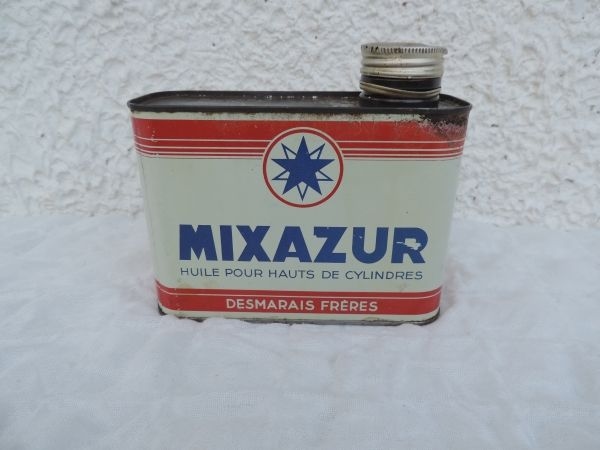 MIXAZUR
HUILE POUR HAUTS DE CYLINDRES
DESMARAIS FRÈRES